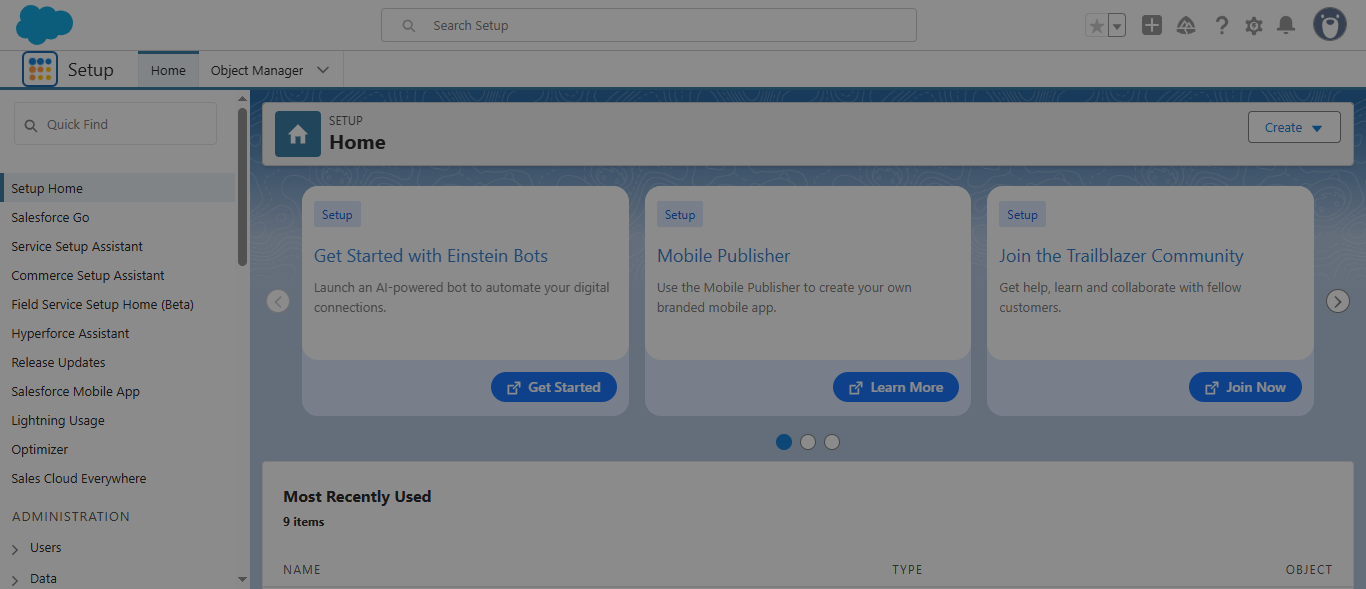 Search Setup
Setup
Home
Object Manager
Quick Find
Setup Home
Salesforce Go
Service Setup Assistant
Commerce Setup Assistant
Field Service Setup Home (Beta)
Hyperforce Assistant
Release Updates
Salesforce Mobile App
Lightning Usage
Optimizer
Sales Cloud Everywhere
ADMINISTRATION
Users
Data
SETUP
Home
Create
Setup
Get Started with Einstein Bots
Launch an AI-powered bot to automate your digital
connections.
Get Started
Setup
Mobile Publisher
Use the Mobile Publisher to create your own
branded mobile app.
Learn More
Setup
Join the Trailblazer Community
Get help, learn and collaborate with fellow
customers.
Join Now
Most Recently Used
9 items
NAME
TYPE
OBJECT